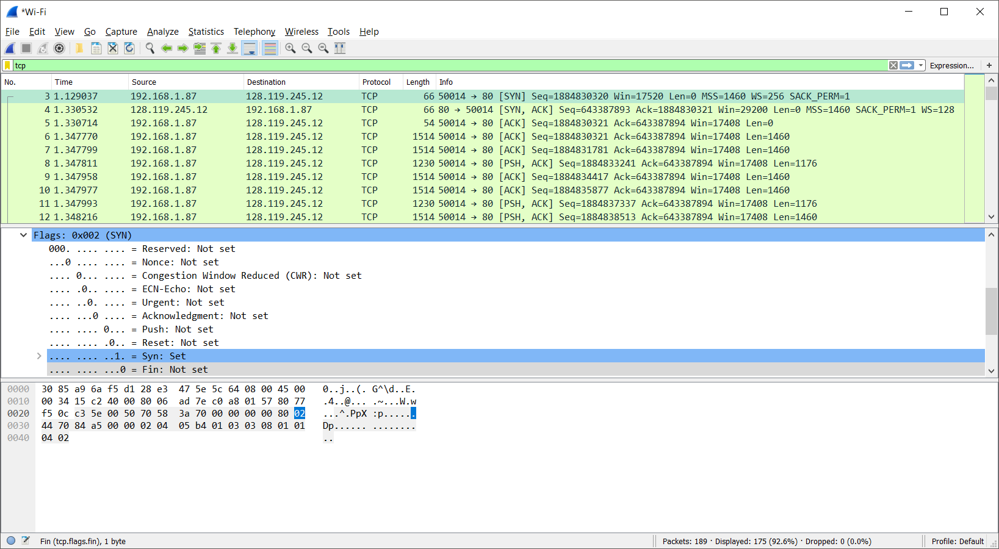 *Wi-Fi
File Edit View Go Capture Analyze Statistics Telephony Wireless Tools Help
tcp Expression... +
No. Time Source Destination Protocol Length Info
3 1.129037 192.168.1.87 128.119.245.12 TCP 66 50014 → 80 [SYN] Seq=1884830320 Win=17520 Len=0 MSS=1460 WS=256 SACK_PERM=1
4 1.330532 128.119.245.12 192.168.1.87 TCP 66 80 → 50014 [SYN, ACK] Seq=643387893 Ack=1884830321 Win=29200 Len=0 MSS=1460 SACK_PERM=1 WS=128
5 1.330714 192.168.1.87 128.119.245.12 TCP 54 50014 → 80 [ACK] Seq=1884830321 Ack=643387894 Win=17408 Len=0
6 1.347770 192.168.1.87 128.119.245.12 TCP 1514 50014 → 80 [ACK] Seq=1884830321 Ack=643387894 Win=17408 Len=1460
7 1.347799 192.168.1.87 128.119.245.12 TCP 1514 50014 → 80 [ACK] Seq=1884831781 Ack=643387894 Win=17408 Len=1460
8 1.347811 192.168.1.87 128.119.245.12 TCP 1230 50014 → 80 [PSH, ACK] Seq=1884833241 Ack=643387894 Win=17408 Len=1176
9 1.347958 192.168.1.87 128.119.245.12 TCP 1514 50014 → 80 [ACK] Seq=1884834417 Ack=643387894 Win=17408 Len=1460
10 1.347977 192.168.1.87 128.119.245.12 TCP 1514 50014 → 80 [ACK] Seq=1884835877 Ack=643387894 Win=17408 Len=1460
11 1.347993 192.168.1.87 128.119.245.12 TCP 1230 50014 → 80 [PSH, ACK] Seq=1884837337 Ack=643387894 Win=17408 Len=1176
12 1.348216 192.168.1.87 128.119.245.12 TCP 1514 50014 → 80 [PSH, ACK] Seq=1884838513 Ack=643387894 Win=17408 Len=1460
Flags: 0x002 (SYN)
000. .... .... = Reserved: Not set
...0 .... .... = Nonce: Not set
.... 0... .... = Congestion Window Reduced (CWR): Not set
.... .0.. .... = ECN-Echo: Not set
.... ..0. .... = Urgent: Not set
.... ...0 .... = Acknowledgment: Not set
.... .... 0... = Push: Not set
.... .... .0.. = Reset: Not set
.... .... ..1. = Syn: Set
.... .... ...0 = Fin: Not set
0000 30 85 a9 6a f5 d1 28 e3 47 5e 5c 64 08 00 45 00 0..j..(. G^\d..E.
0010 00 34 15 c2 40 00 80 06 ad 7e c0 a8 01 57 80 77 .4..@... .~...W.w
0020 f5 0c c3 5e 00 50 70 58 3a 70 00 00 00 00 80 02 ...^.PpX :p......
0030 44 70 84 a5 00 00 02 04 05 b4 01 03 03 08 01 01 Dp...... ........
0040 04 02 ..
Fin (tcp.flags.fin), 1 byte Packets: 189 · Displayed: 175 (92.6%) · Dropped: 0 (0.0%) Profile: Default